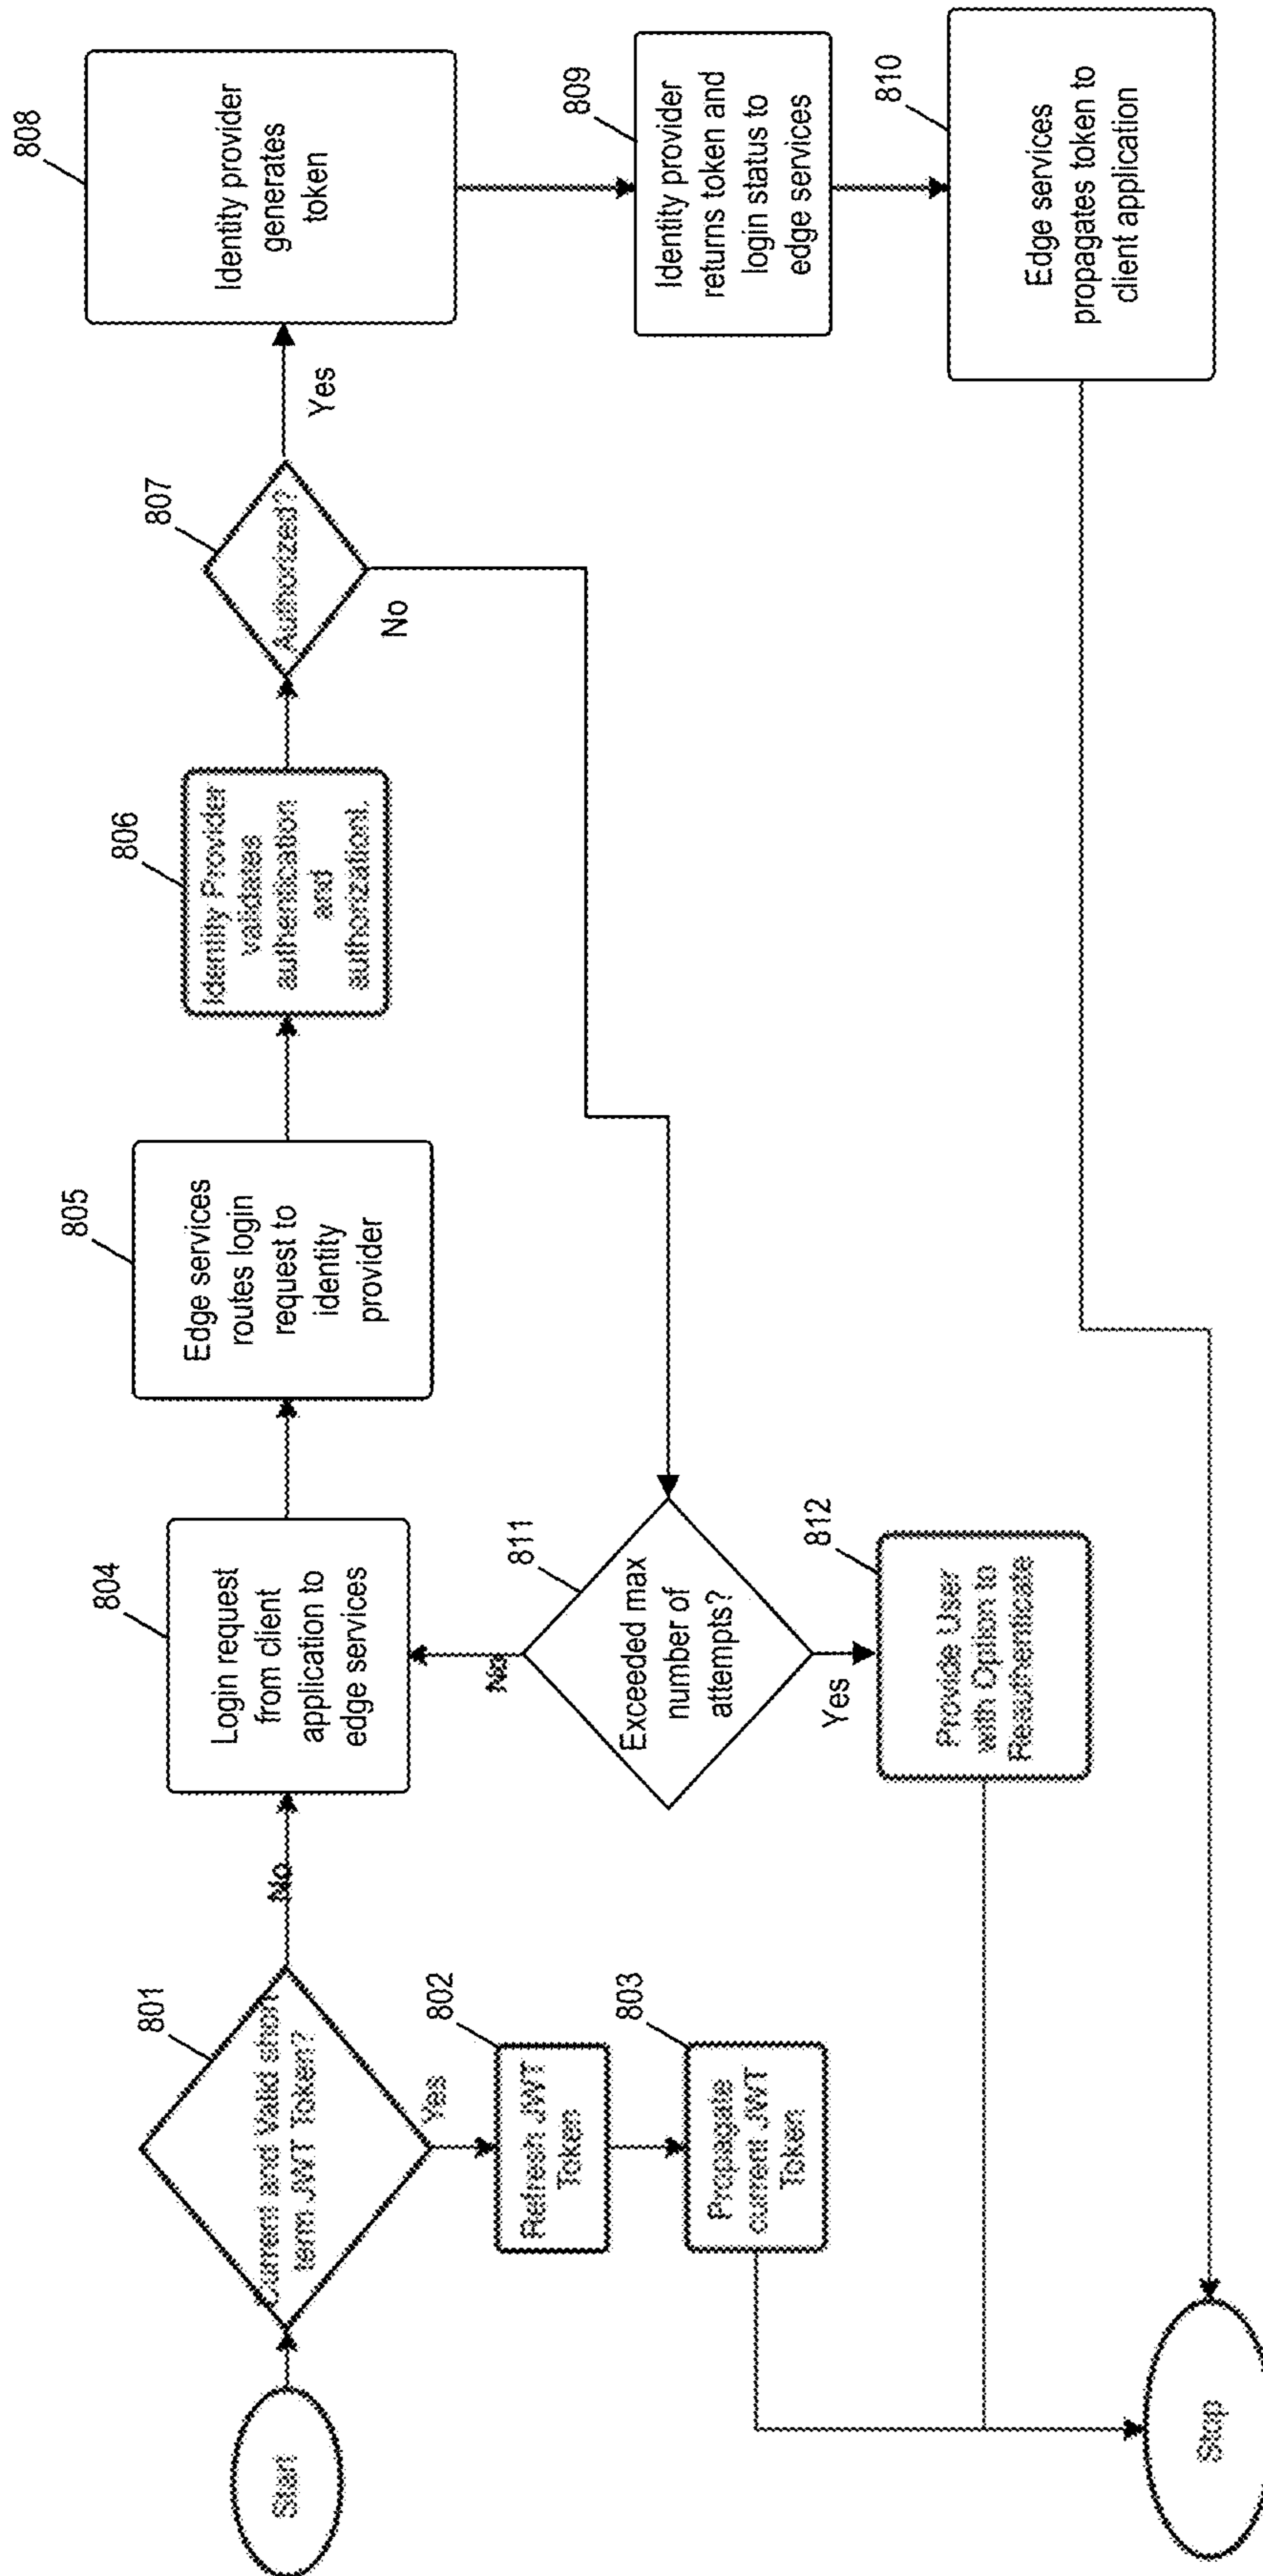 Start
801
Current and Valid short
term JWT Token?
No
Yes
802
Refresh JWT
Token
803
Propagate
current JWT
Token
804
Login request
from client
application to
edge services
805
Edge services
routes login
request to
identity
provider
806
Identity Provider
validates
authentication
and
authorization.
807
Authorized?
Yes
No
808
Identity provider
generates
token
809
Identity provider
returns token and
login status to
edge services
810
Edge services
propagates token to
client application
811
Exceeded max
number of
attempts?
No
Yes
812
Provide User
with Option to
Reauthenticate
Stop